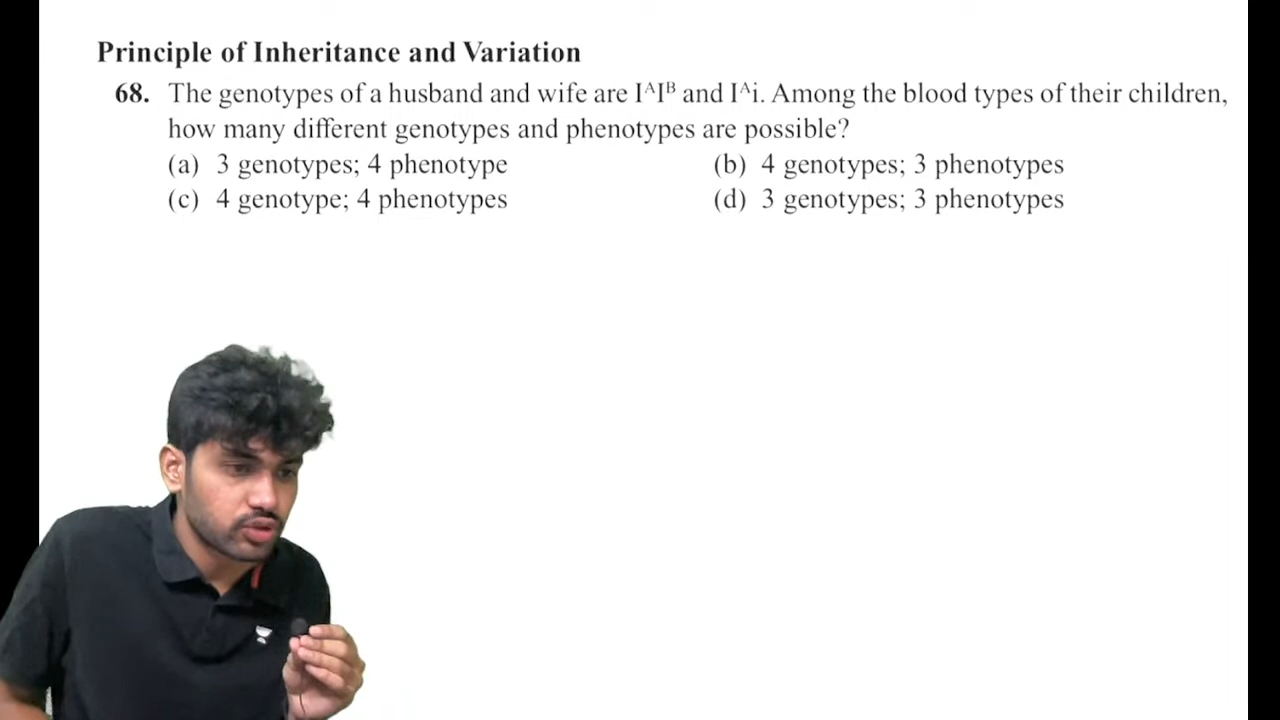 Principle of Inheritance and Variation
68. The genotypes of a husband and wife are IᴬIᴮ and Iᴬi. Among the blood types of their children,
how many different genotypes and phenotypes are possible?
(a) 3 genotypes; 4 phenotype (b) 4 genotypes; 3 phenotypes
(c) 4 genotype; 4 phenotypes (d) 3 genotypes; 3 phenotypes